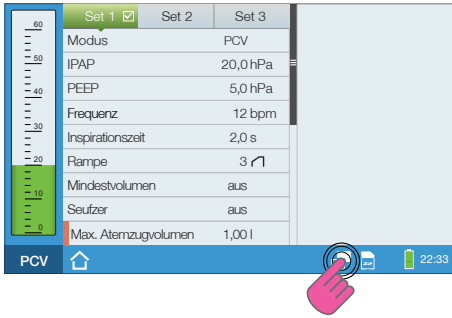 Set 1 Set 2 Set 3
60
50
40
30
20
10
0
Modus PCV
IPAP 20,0 hPa
PEEP 5,0 hPa
Frequenz 12 bpm
Inspirationszeit 2,0 s
Rampe 3
Mindestvolumen aus
Seufzer aus
Max. Atemzugvolumen 1,00 l
PCV 22:33